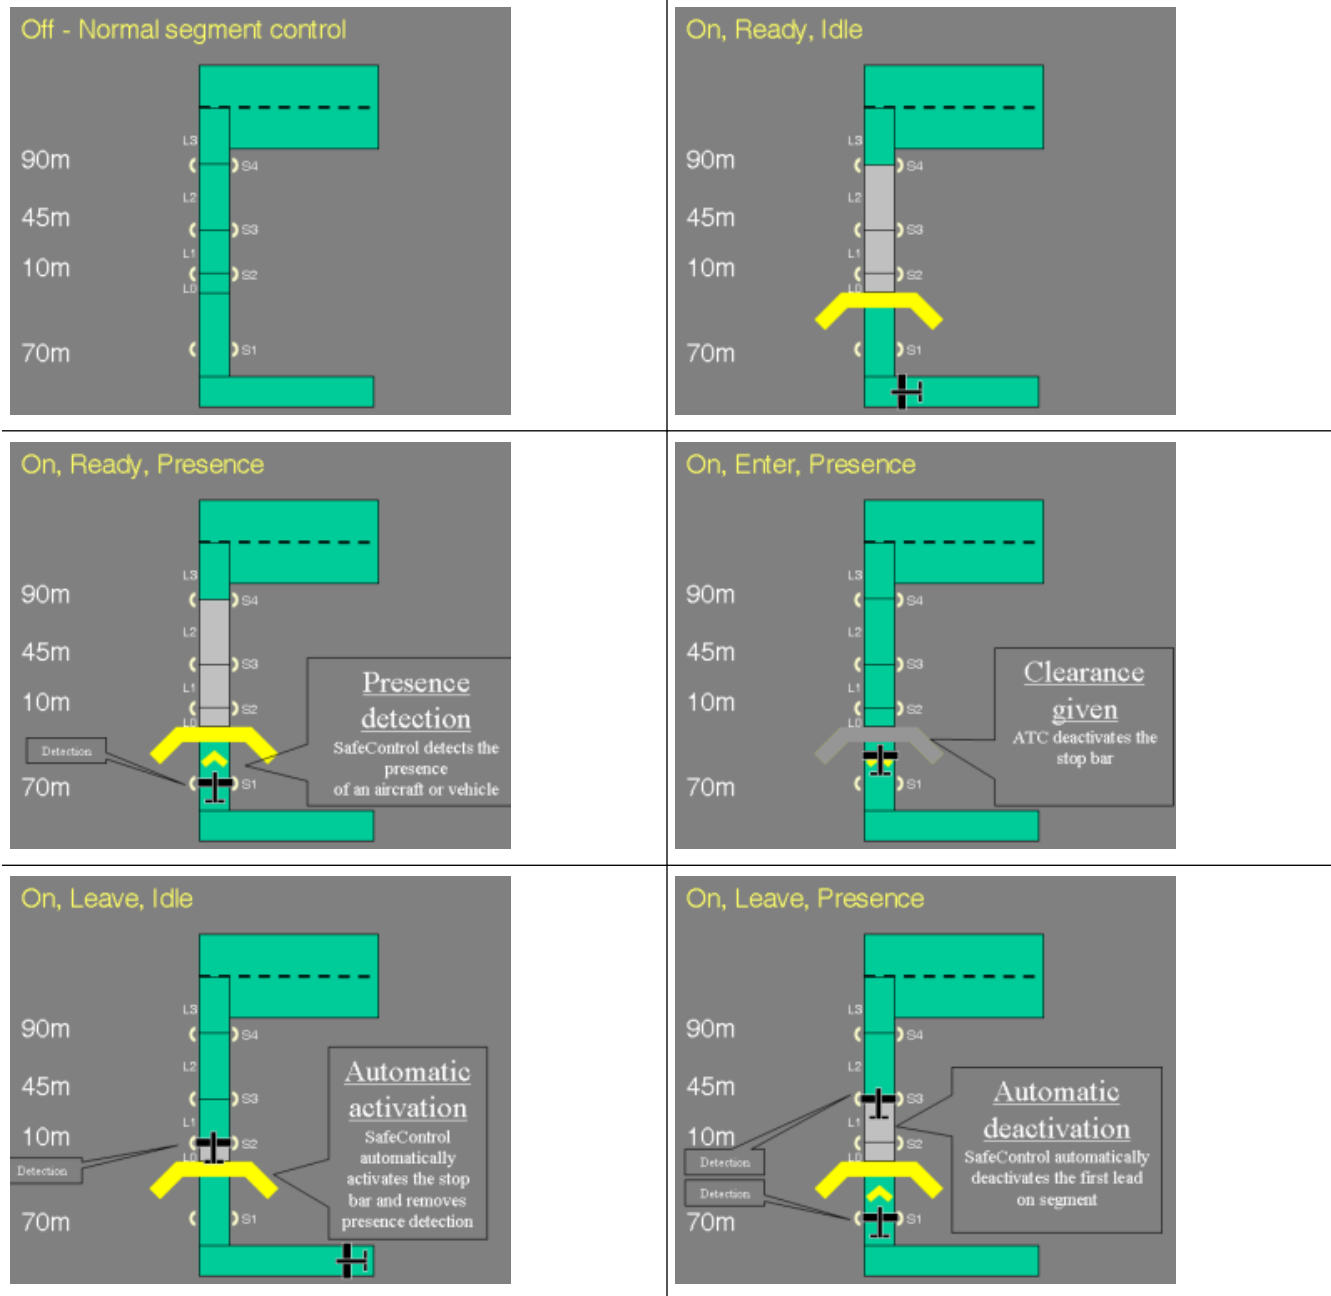 Off - Normal segment control
L3
90m
S4
L2
45m
S3
L1
10m
S2
L0
70m
S1
On, Ready, Idle
L3
90m
S4
L2
45m
S3
L1
10m
S2
L0
70m
S1
On, Ready, Presence
L3
90m
S4
L2
45m
S3
L1
10m
S2
L0
Presence
detection
SafeControl detects the
presence
of an aircraft or vehicle
Detection
70m
S1
On, Enter, Presence
L3
90m
S4
L2
45m
S3
L1
10m
S2
L0
Clearance
given
ATC deactivates the
stop bar
70m
S1
On, Leave, Idle
L3
90m
S4
L2
45m
S3
L1
10m
S2
L0
Automatic
activation
SafeControl
automatically
activates the stop
bar and removes
presence detection
Detection
70m
S1
On, Leave, Presence
L3
90m
S4
L2
45m
S3
L1
10m
S2
Automatic
deactivation
SafeControl automatically
deactivates the first lead
on segment
Detection
Detection
70m
S1